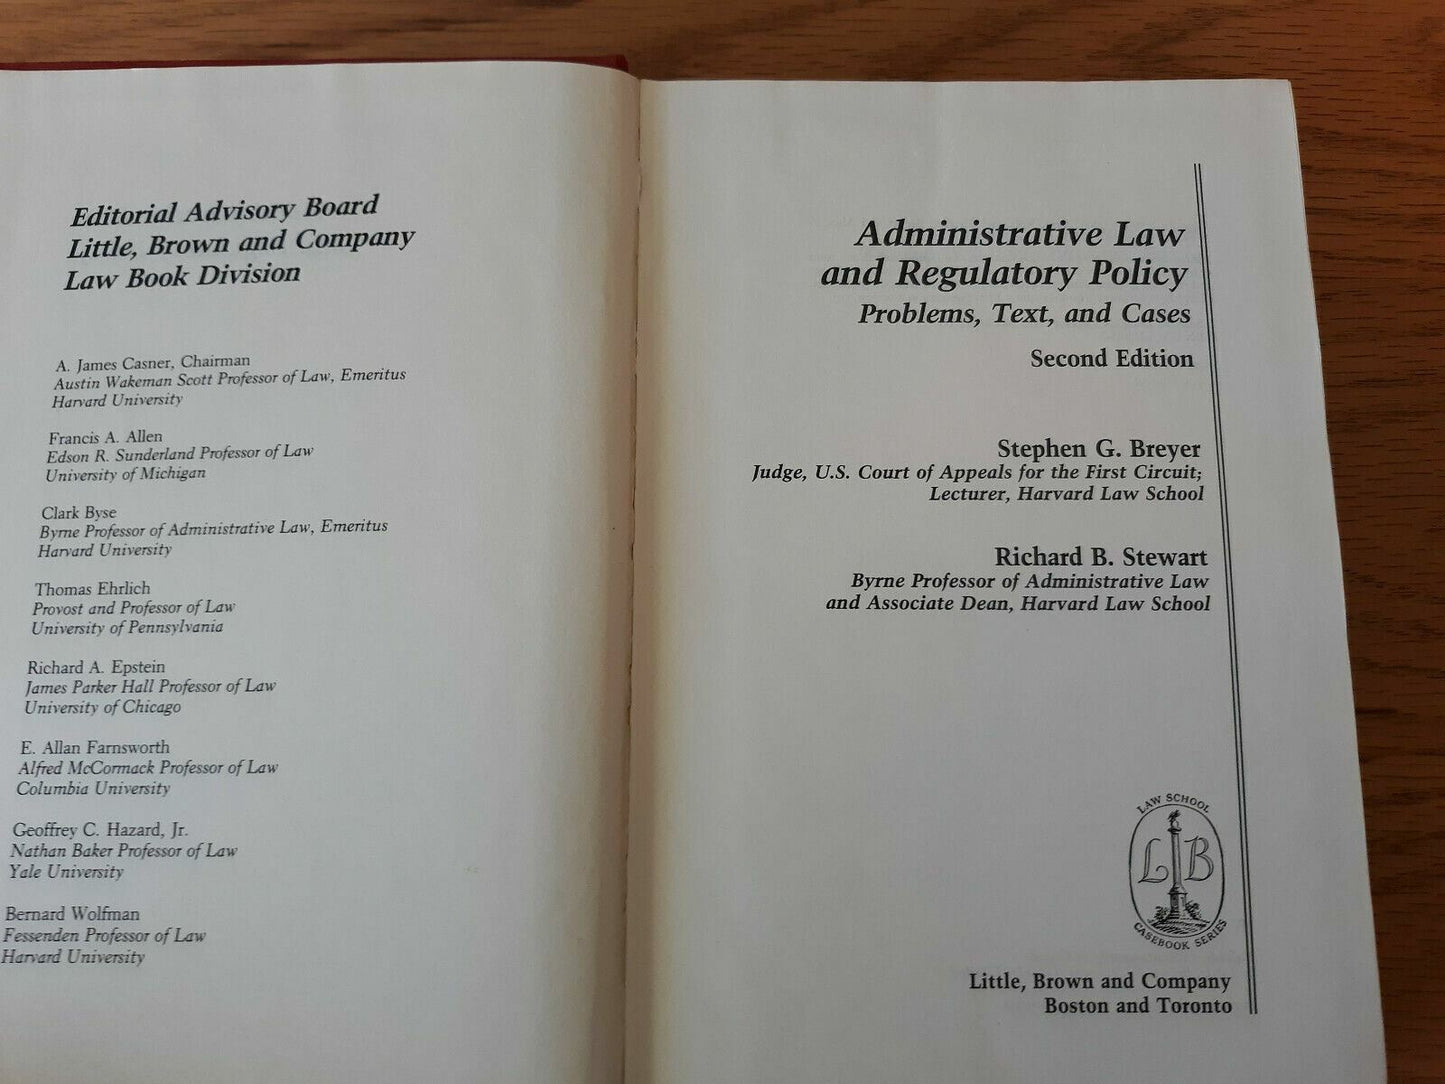 Editorial Advisory Board
Little, Brown and Company
Law Book Division
A. James Casner, Chairman
Austin Wakeman Scott Professor of Law, Emeritus
Harvard University
Francis A. Allen
Edson R. Sunderland Professor of Law
University of Michigan
Clark Byse
Byrne Professor of Administrative Law, Emeritus
Harvard University
Thomas Ehrlich
Provost and Professor of Law
University of Pennsylvania
Richard A. Epstein
James Parker Hall Professor of Law
University of Chicago
E. Allan Farnsworth
Alfred McCormack Professor of Law
Columbia University
Geoffrey C. Hazard, Jr.
Nathan Baker Professor of Law
Yale University
Bernard Wolfman
Fessenden Professor of Law
Harvard University
Administrative Law
and Regulatory Policy
Problems, Text, and Cases
Second Edition
Stephen G. Breyer
Judge, U.S. Court of Appeals for the First Circuit;
Lecturer, Harvard Law School
Richard B. Stewart
Byrne Professor of Administrative Law
and Associate Dean, Harvard Law School
LAW SCHOOL
L B
CASEBOOK SERIES
Little, Brown and Company
Boston and Toronto